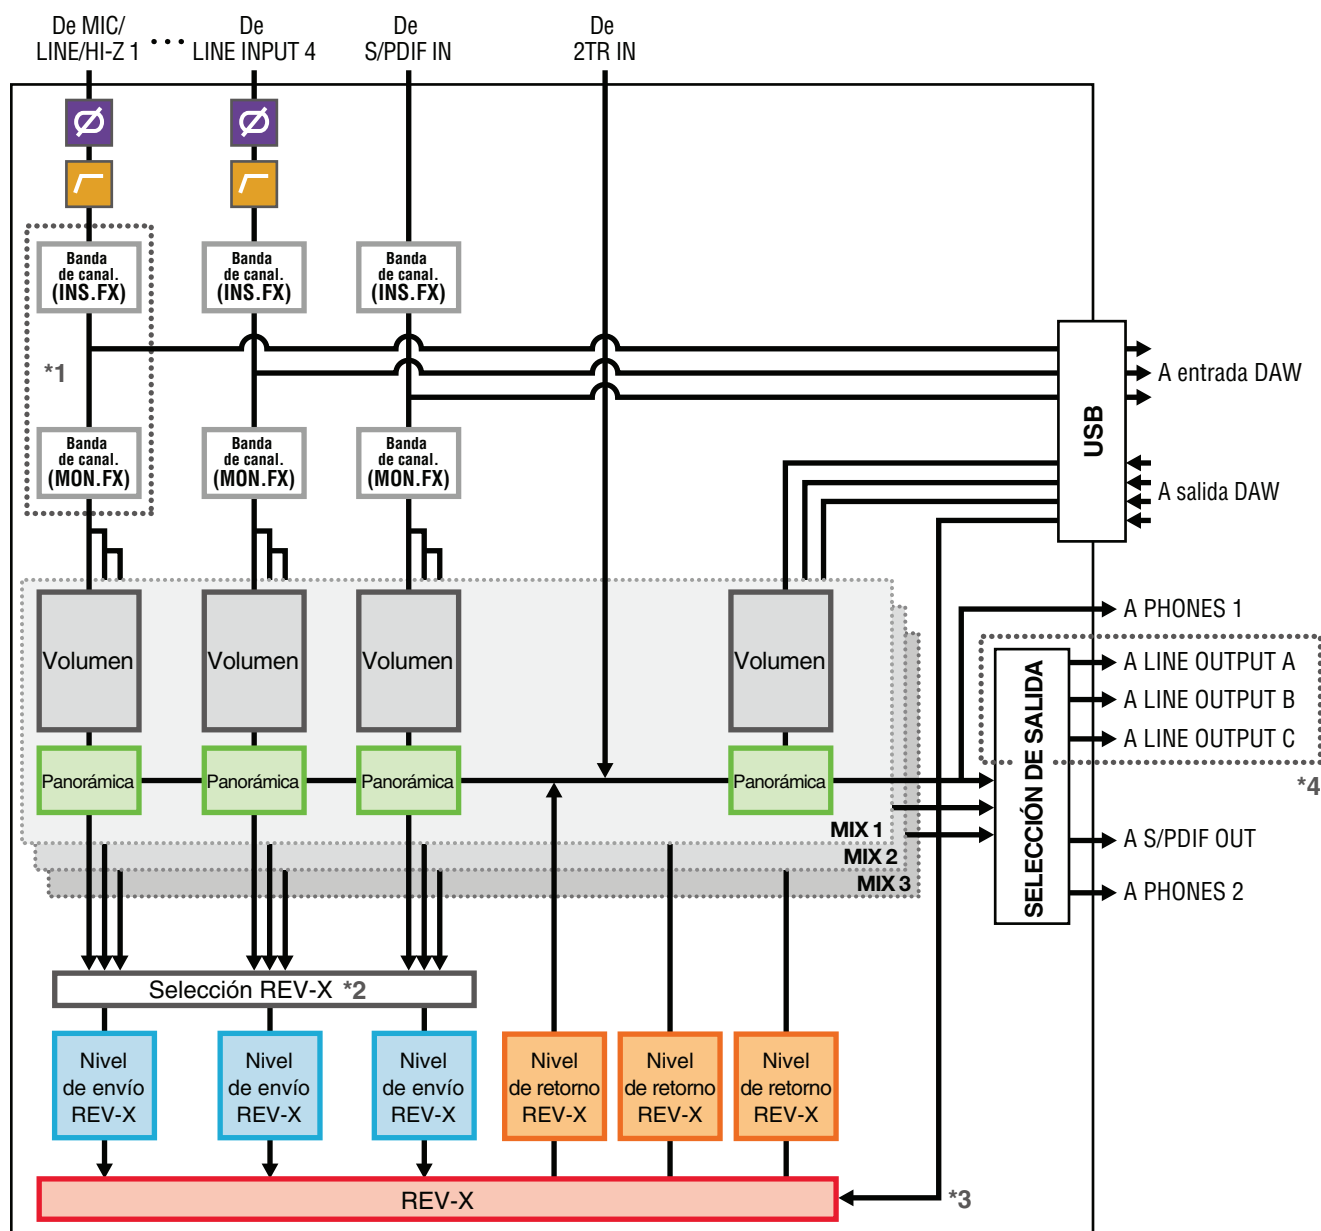 De MIC/
LINE/HI-Z 1
...
De
LINE INPUT 4
De
S/PDIF IN
De
2TR IN
Banda
de canal.
(INS.FX)
Banda
de canal.
(INS.FX)
Banda
de canal.
(INS.FX)
*1
USB
A entrada DAW
Banda
de canal.
(MON.FX)
Banda
de canal.
(MON.FX)
Banda
de canal.
(MON.FX)
A salida DAW
Volumen
Volumen
Volumen
Volumen
A PHONES 1
SELECCIÓN DE SALIDA
A LINE OUTPUT A
A LINE OUTPUT B
A LINE OUTPUT C
*4
Panorámica
Panorámica
Panorámica
Panorámica
MIX 1
MIX 2
MIX 3
A S/PDIF OUT
A PHONES 2
Selección REV-X *2
Nivel
de envío
REV-X
Nivel
de envío
REV-X
Nivel
de envío
REV-X
Nivel
de retorno
REV-X
Nivel
de retorno
REV-X
Nivel
de retorno
REV-X
REV-X
*3